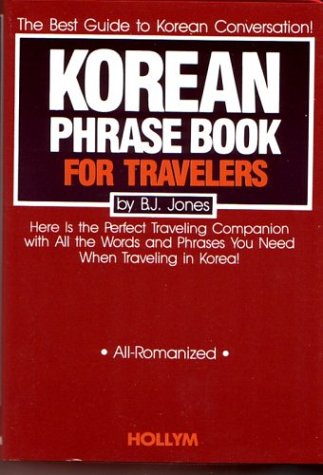 The Best Guide to Korean Conversation!
KOREAN
PHRASE BOOK
FOR TRAVELERS
by B.J. Jones
Here Is the Perfect Traveling Companion
with All the Words and Phrases You Need
When Traveling in Korea!
• All-Romanized •
HOLLYM